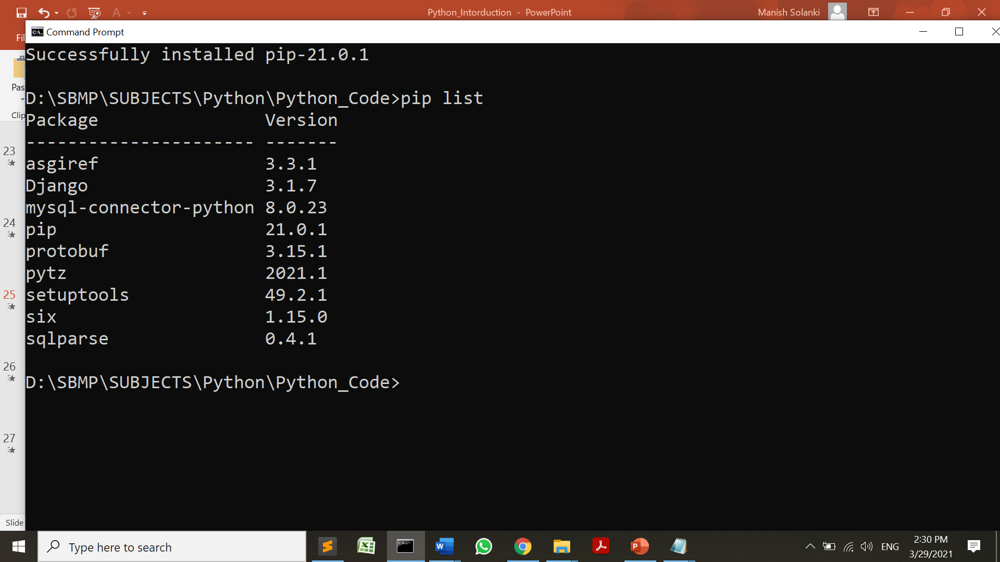 Python_Intorduction - PowerPoint
Manish Solanki
Fil
Command Prompt
Pas
Clip
23
24
25
26
27
Slide
Successfully installed pip-21.0.1
D:\SBMP\SUBJECTS\Python\Python_Code>pip list
Package                Version
---------------------- -------
asgiref                3.3.1
Django                 3.1.7
mysql-connector-python 8.0.23
pip                    21.0.1
protobuf               3.15.1
pytz                   2021.1
setuptools             49.2.1
six                    1.15.0
sqlparse               0.4.1
D:\SBMP\SUBJECTS\Python\Python_Code>
Type here to search
ENG
2:30 PM
3/29/2021